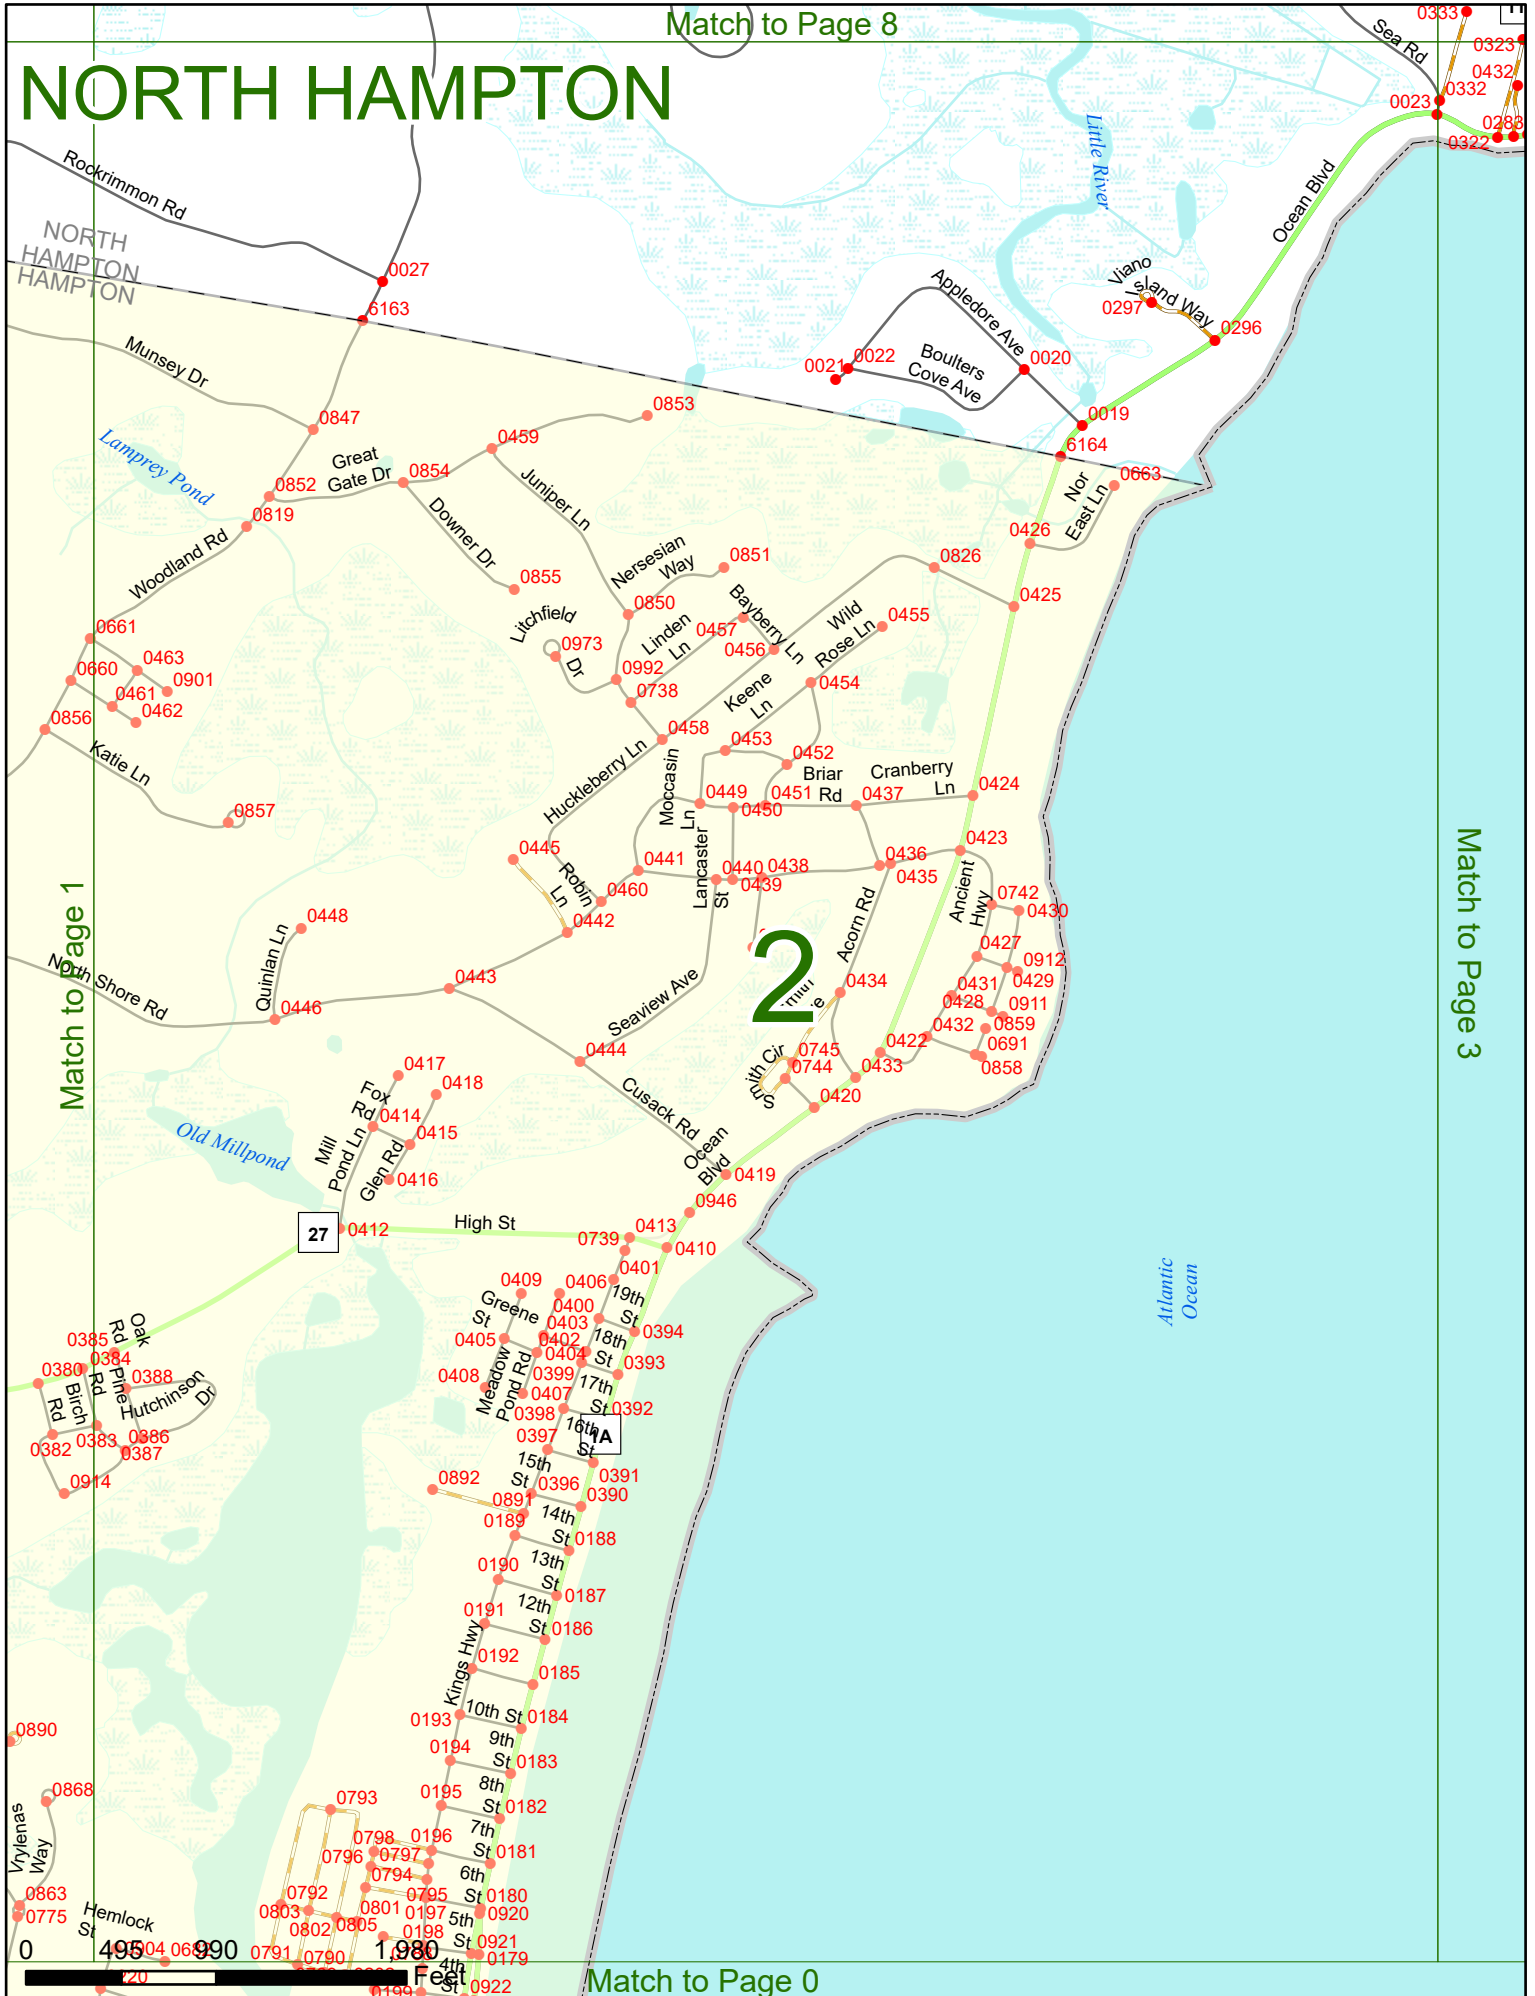 Match to Page 8
NORTH HAMPTON
Sea Rd
0333
0323
0432
0332
0023
0283
0322
Little River
Ocean Blvd
Rockrimmon Rd
NORTH
HAMPTON
HAMPTON
0027
6163
Viano
sland Way
0297
0296
Appledore Ave
Boulters
Cove Ave
0021
0022
0020
0019
6164
Munsey Dr
0847
0853
0459
Lamprey Pond
Great
Gate Dr
0854
0852
0819
Juniper Ln
Downer Dr
Nor
East Ln
0663
0426
Woodland Rd
0855
Nersesian
Way
0851
0826
0425
0850
Litchfield
Dr
0973
Linden
Ln
0457
Bayberry Ln
0456
Wild
Rose Ln
0455
0661
0660
0463
0901
0461
0462
0992
0738
0454
Keene
Ln
0856
Katie Ln
0458
0453
0452
Huckleberry Ln
Moccasin
Ln
Briar
Rd
Cranberry
Ln
0424
0857
0449
0450
0451
0437
0445
0441
Lancaster
St
0440
0439
0438
0436
0435
0423
Robin
Ln
0460
0442
Ancient
Hwy
0742
0430
0448
Quinlan Ln
Acorn Rd
0427
0912
0429
North Shore Rd
0443
2
0434
0431
0428
0911
0446
Seaview Ave
0432
0859
0422
0691
0858
0444
Smith Cir
0745
0744
0433
0420
0417
Fox
Rd
0418
0414
Cusack Rd
Mill
Pond Ln
0415
Glen Rd
0416
Old Millpond
Ocean
Blvd
0419
0946
27
0412
High St
0413
0739
0410
0401
Match to Page 1
Match to Page 3
Atlantic
Ocean
0409
0406
Greene
St
0400
19th
St
0403
0394
0405
0402
18th
St
0404
0393
Oak
Rd
0385
0384
0380
Pine
Rd
0388
Hutchinson
Dr
Birch
Rd
0408
Meadow
Pond Rd
0399
17th
St
0407
0392
0398
1A
16th
St
0382
0383
0386
0387
0397
15th
St
0391
0914
0892
0396
0390
0891
14th
St
0189
0188
13th
St
0190
0187
12th
St
0191
0186
Kings Hwy
0192
0185
10th St
0193
0184
0890
9th
St
0194
0183
8th
St
0868
0793
0195
0182
7th
St
Vrylenas
Way
0798
0796
0797
0196
0181
0794
6th
St
0792
0795
0180
0863
0803
0801
0197
0920
0775
Hemlock
St
0802
0805
5th
St
0198
0921
0904
0682
0791
0790
0179
4th
St
0199
0922
0 495 990 1,980
Feet
Match to Page 0